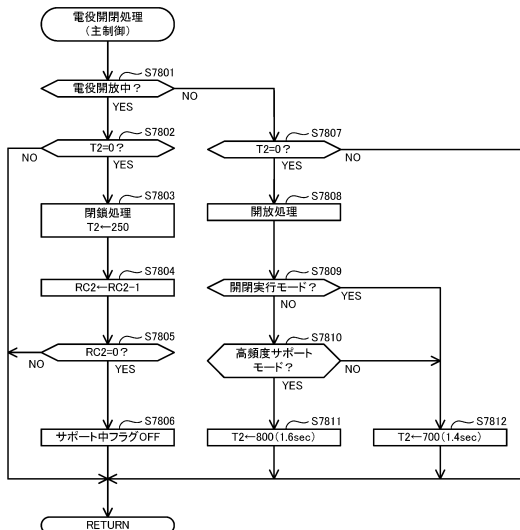 電役開閉処理
(主制御)
S7801
電役開放中?
NO
YES
S7802
T2=0?
NO
YES
S7807
T2=0?
NO
YES
S7803
閉鎖処理
T2←250
S7808
開放処理
S7804
RC2←RC2-1
S7809
開閉実行モード?
YES
NO
S7805
RC2=0?
NO
YES
S7810
高頻度サポート
モード?
NO
YES
S7806
サポート中フラグOFF
S7811
T2←800(1.6sec)
S7812
T2←700(1.4sec)
RETURN